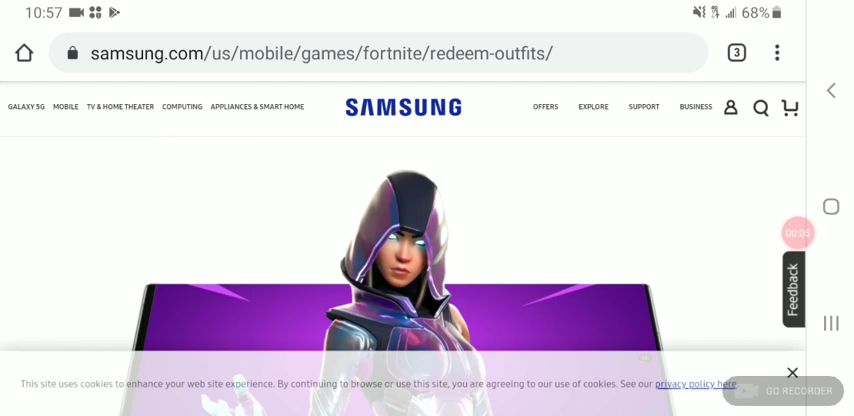 10:57
68%
samsung.com/us/mobile/games/fortnite/redeem-outfits/
3
GALAXY 5G MOBILE TV & HOME THEATER COMPUTING APPLIANCES & SMART HOME SAMSUNG OFFERS EXPLORE SUPPORT BUSINESS
00:05
Feedback
This site uses cookies to enhance your web site experience. By continuing to browse or use this site, you are agreeing to our use of cookies. See our privacy policy here
GO RECORDER